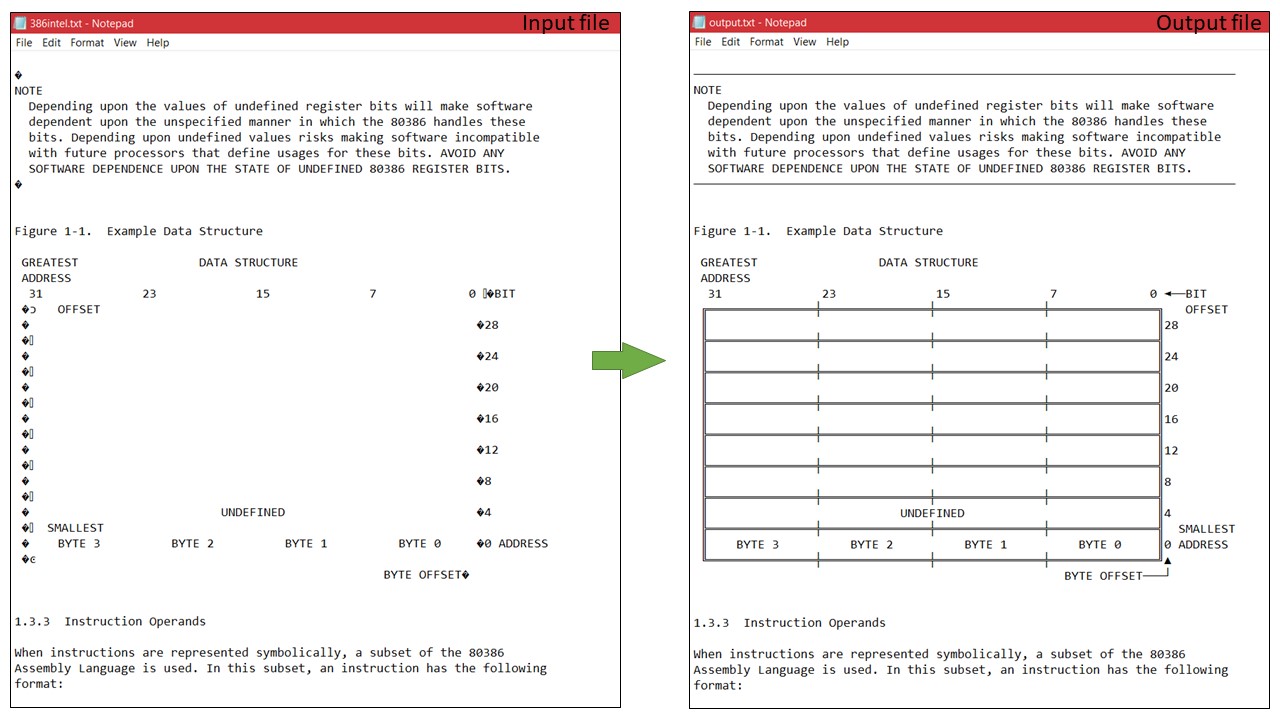 386intel.txt - Notepad
Input file
File Edit Format View Help
�
NOTE
Depending upon the values of undefined register bits will make software
dependent upon the unspecified manner in which the 80386 handles these
bits. Depending upon undefined values risks making software incompatible
with future processors that define usages for these bits. AVOID ANY
SOFTWARE DEPENDENCE UPON THE STATE OF UNDEFINED 80386 REGISTER BITS.
�
Figure 1-1.  Example Data Structure
GREATEST DATA STRUCTURE
ADDRESS
31 23 15 7 0 �BIT
�ͻ OFFSET
� �28
�
� �24
�
� �20
�
� �16
�
� �12
�
� �8
�
� UNDEFINED �4
� SMALLEST
� BYTE 3 BYTE 2 BYTE 1 BYTE 0 �0 ADDRESS
�ͼ
BYTE OFFSET�
1.3.3  Instruction Operands
When instructions are represented symbolically, a subset of the 80386
Assembly Language is used. In this subset, an instruction has the following
format:
output.txt - Notepad
Output file
File Edit Format View Help
NOTE
Depending upon the values of undefined register bits will make software
dependent upon the unspecified manner in which the 80386 handles these
bits. Depending upon undefined values risks making software incompatible
with future processors that define usages for these bits. AVOID ANY
SOFTWARE DEPENDENCE UPON THE STATE OF UNDEFINED 80386 REGISTER BITS.
Figure 1-1.  Example Data Structure
GREATEST DATA STRUCTURE
ADDRESS
31 23 15 7 0 ◄──BIT
OFFSET
28
24
20
16
12
8
UNDEFINED 4
SMALLEST
BYTE 3 BYTE 2 BYTE 1 BYTE 0 0 ADDRESS
▲
BYTE OFFSET───┘
1.3.3  Instruction Operands
When instructions are represented symbolically, a subset of the 80386
Assembly Language is used. In this subset, an instruction has the following
format: